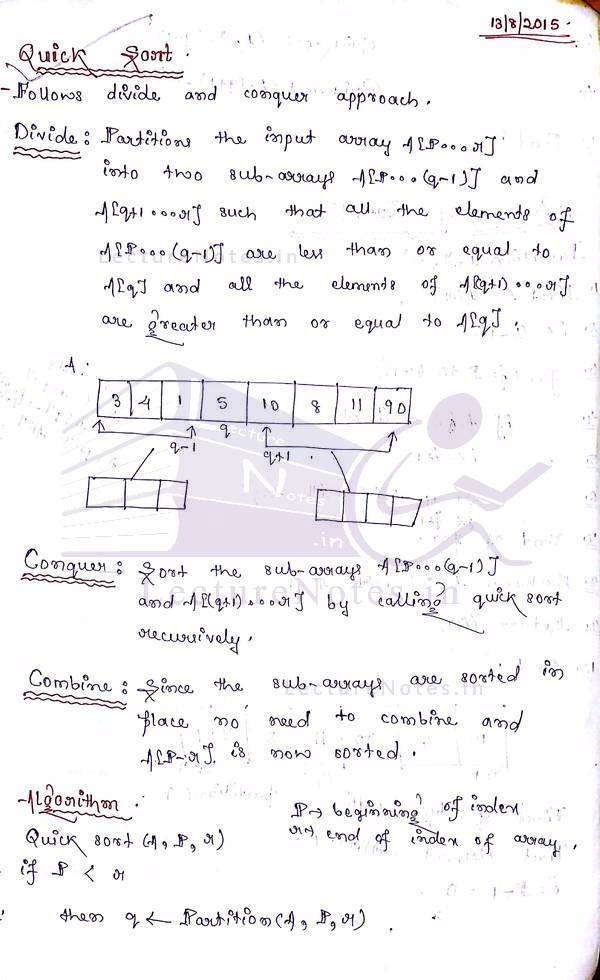 13/8/2015.
Quick Sort.
- Follows divide and conquer approach.
Divide: Partitions the input array A[P...r]
into two sub-arrays A[P...(q-1)] and
A[q+1....r] such that all the elements of
A[P...(q-1)] are less than or equal to
A[q] and all the elements of A[(q+1)...r]
are greater than or equal to A[q].
A:
3 4 1 5 10 8 11 90
q
q-1 q+1
Lecture
Notes
.in
Conquer: Sort the sub-arrays A[P...(q-1)]
and A[(q+1)....r] by calling quick sort
LectureNotes.in
recursively.
Combine: Since the sub-arrays are sorted in
LectureNotes.in
place no need to combine and
A[P-r]. is now sorted.
Algorithm. P→ beginning of index
Quick sort (A, P, r) r→ end of index of array.
if P < r
then q ← Partition (A, P, r).